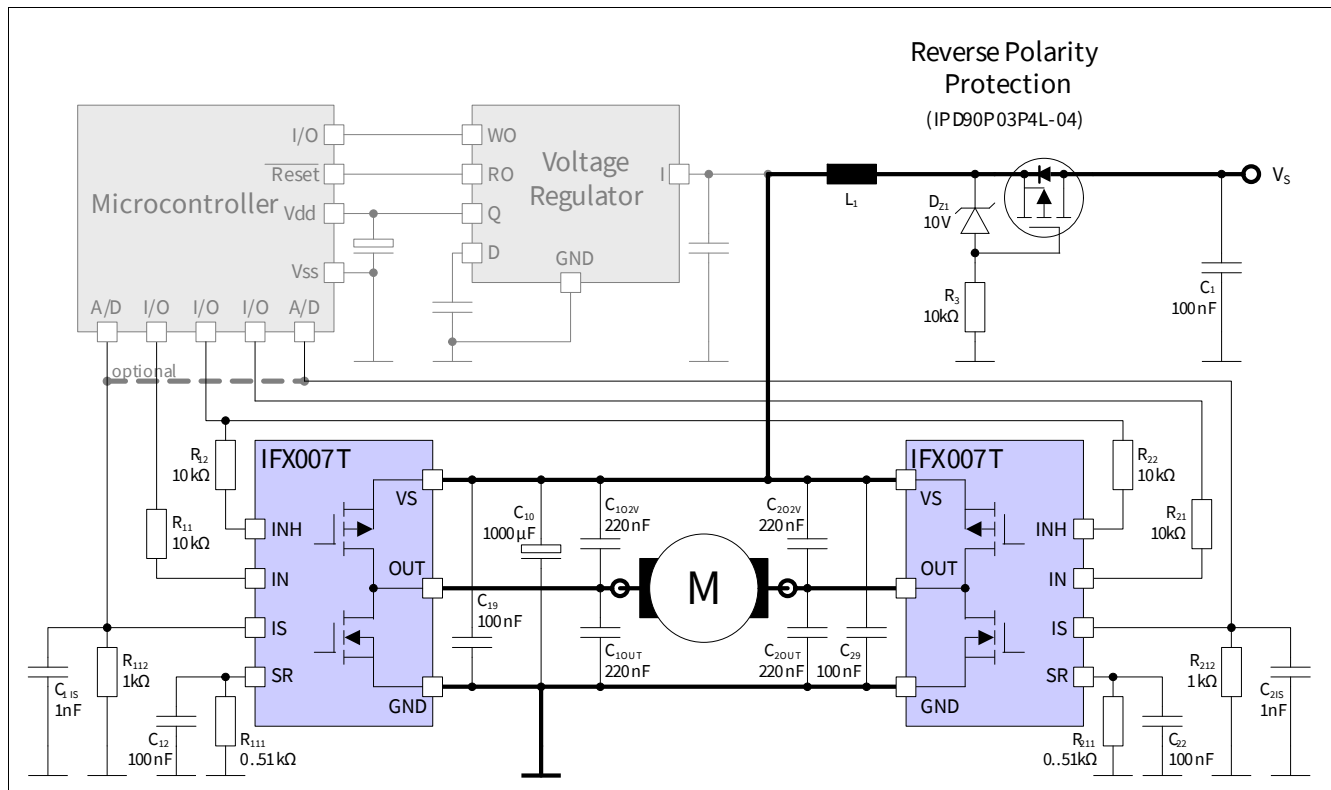 Reverse Polarity
Protection
(IPD90P03P4L-04)
Microcontroller
I/O
Reset
Vdd
Vss
A/D
I/O
I/O
I/O
A/D
WO
RO
Q
D
Voltage
Regulator
I
GND
L1
DZ1
10V
R3
10kΩ
C1
100nF
VS
optional
R12
10kΩ
R11
10kΩ
IFX007T
VS
INH
OUT
IN
IS
SR
GND
C10
1000µF
C19
100nF
C1O2V
220nF
C1OUT
220nF
M
C2O2V
220nF
C2OUT
220nF
C29
100nF
IFX007T
VS
INH
OUT
IN
IS
SR
GND
R22
10kΩ
R21
10kΩ
C1IS
1nF
R112
1kΩ
C12
100nF
R111
0..51kΩ
R212
1kΩ
C2IS
1nF
R211
0..51kΩ
C22
100nF